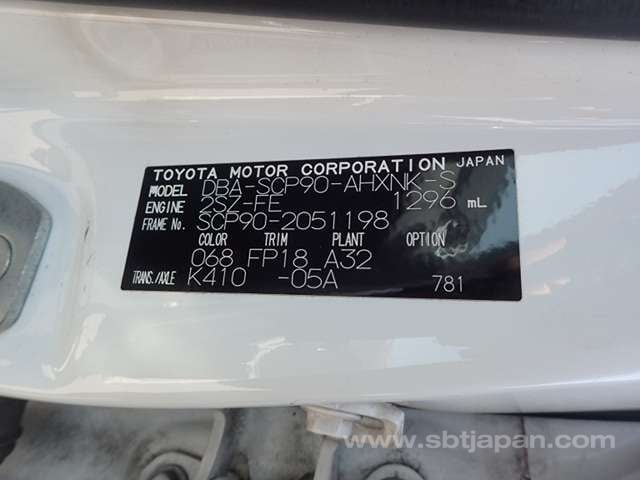 TOYOTA MOTOR CORPORATION JAPAN
MODEL DBA-SCP90-AHXNK-S
ENGINE 2SZ-FE 1296 mL
FRAME No. SCP90-2051198
COLOR TRIM PLANT OPTION
068 FP18 A32
TRANS./AXLE K410 -05A 781
www.sbtjapan.com